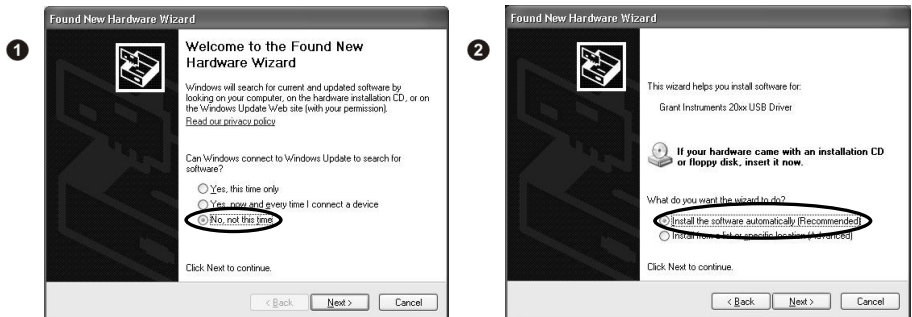 1
Found New Hardware Wizard
Welcome to the Found New
Hardware Wizard
Windows will search for current and updated software by
looking on your computer, on the hardware installation CD, or on
the Windows Update Web site (with your permission).
Read our privacy policy
Can Windows connect to Windows Update to search for
software?
Yes, this time only
Yes, now and every time I connect a device
No, not this time
Click Next to continue.
< Back
Next >
Cancel
2
Found New Hardware Wizard
This wizard helps you install software for:
Grant Instruments 20xx USB Driver
If your hardware came with an installation CD
or floppy disk, insert it now.
What do you want the wizard to do?
Install the software automatically (Recommended)
Install from a list or specific location (Advanced)
Click Next to continue.
< Back
Next >
Cancel